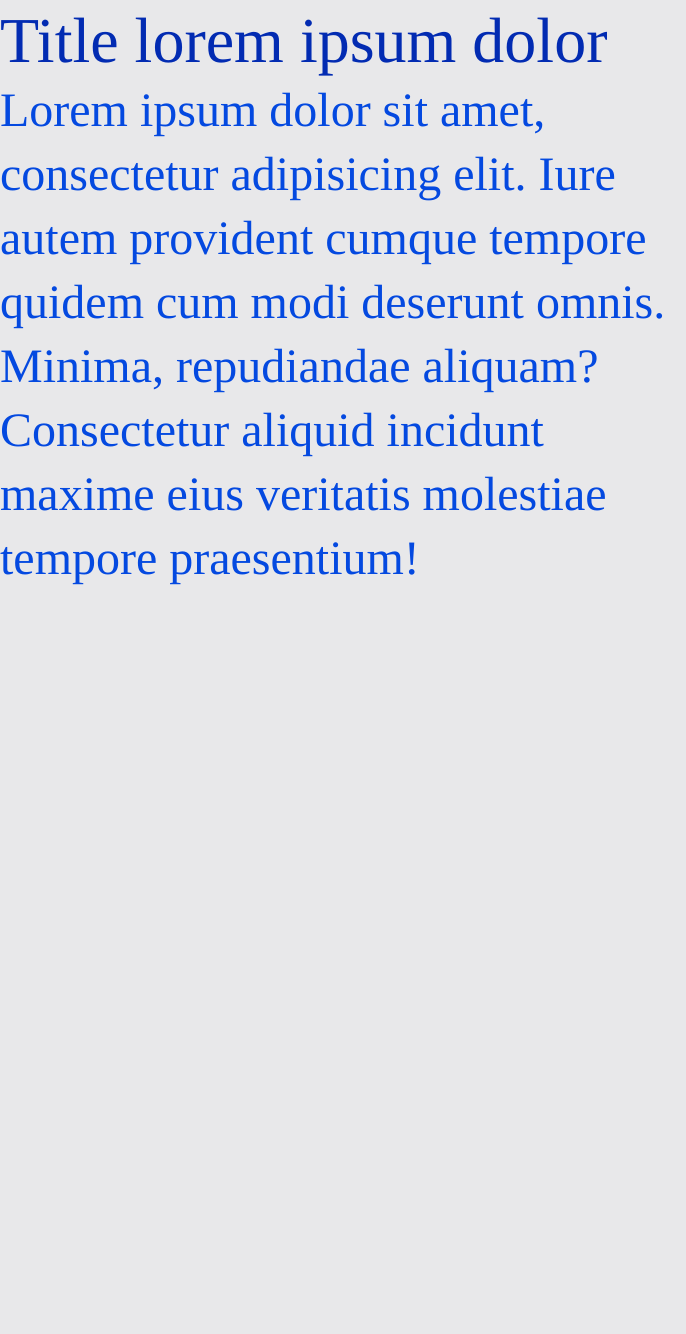 Title lorem ipsum dolor
Lorem ipsum dolor sit amet,
consectetur adipisicing elit. Iure
autem provident cumque tempore
quidem cum modi deserunt omnis.
Minima, repudiandae aliquam?
Consectetur aliquid incidunt
maxime eius veritatis molestiae
tempore praesentium!